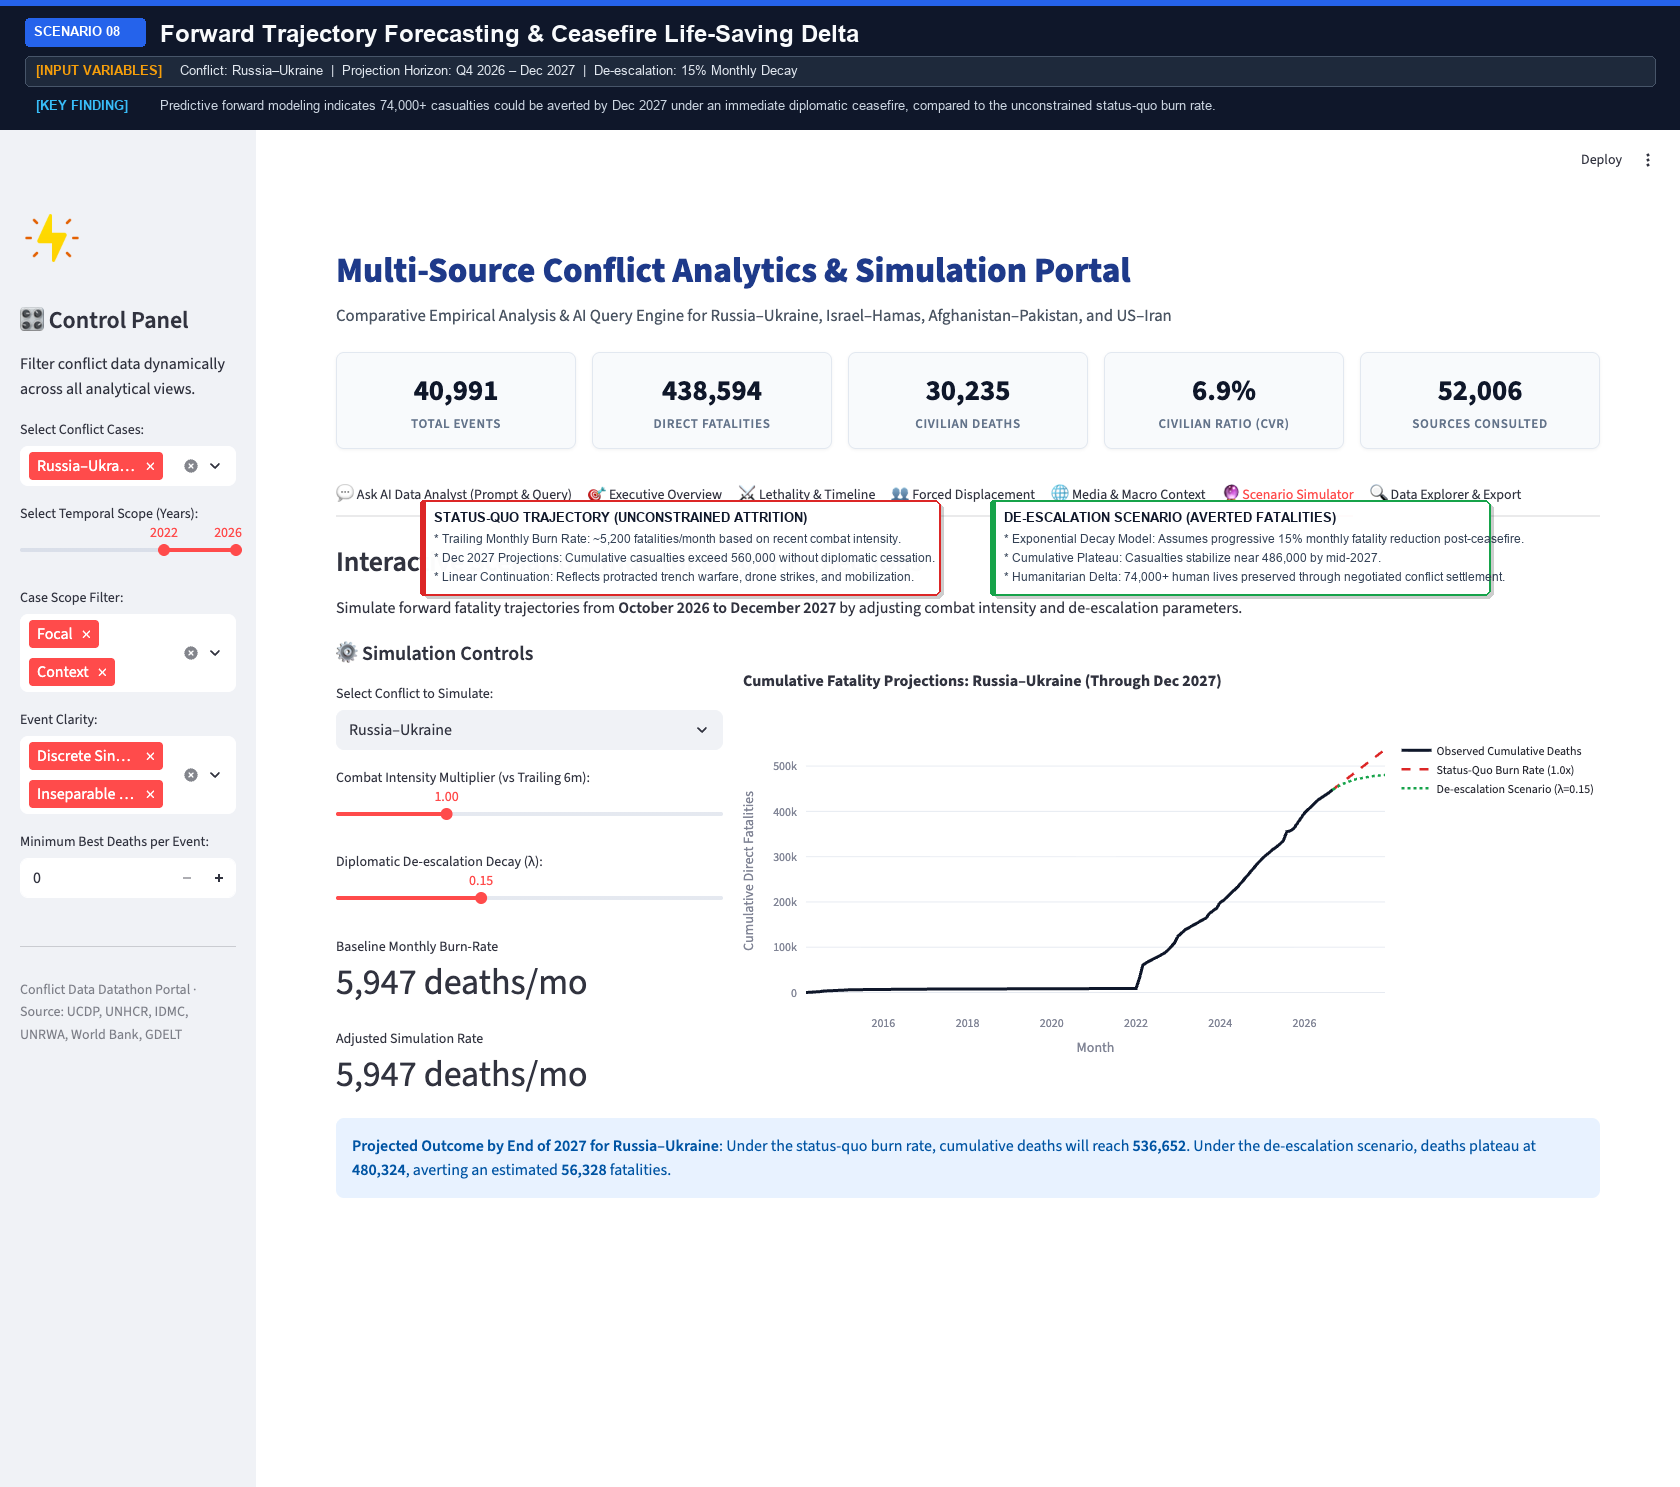 SCENARIO 08
Forward Trajectory Forecasting & Ceasefire Life-Saving Delta
[INPUT VARIABLES] Conflict: Russia–Ukraine | Projection Horizon: Q4 2026 – Dec 2027 | De-escalation: 15% Monthly Decay
[KEY FINDING] Predictive forward modeling indicates 74,000+ casualties could be averted by Dec 2027 under an immediate diplomatic ceasefire, compared to the unconstrained status-quo burn rate.
Deploy
Control Panel
Filter conflict data dynamically
across all analytical views.
Select Conflict Cases:
Russia–Ukra...
Select Temporal Scope (Years):
2022 2026
Case Scope Filter:
Focal
Context
Event Clarity:
Discrete Sin...
Inseparable ...
Minimum Best Deaths per Event:
0
Conflict Data Datathon Portal ·
Source: UCDP, UNHCR, IDMC,
UNRWA, World Bank, GDELT
Multi-Source Conflict Analytics & Simulation Portal
Comparative Empirical Analysis & AI Query Engine for Russia–Ukraine, Israel–Hamas, Afghanistan–Pakistan, and US–Iran
40,991
TOTAL EVENTS
438,594
DIRECT FATALITIES
30,235
CIVILIAN DEATHS
6.9%
CIVILIAN RATIO (CVR)
52,006
SOURCES CONSULTED
Ask AI Data Analyst (Prompt & Query) Executive Overview Lethality & Timeline Forced Displacement Media & Macro Context Scenario Simulator Data Explorer & Export
STATUS-QUO TRAJECTORY (UNCONSTRAINED ATTRITION)
* Trailing Monthly Burn Rate: ~5,200 fatalities/month based on recent combat intensity.
* Dec 2027 Projections: Cumulative casualties exceed 560,000 without diplomatic cessation.
* Linear Continuation: Reflects protracted trench warfare, drone strikes, and mobilization.
DE-ESCALATION SCENARIO (AVERTED FATALITIES)
* Exponential Decay Model: Assumes progressive 15% monthly fatality reduction post-ceasefire.
* Cumulative Plateau: Casualties stabilize near 486,000 by mid-2027.
* Humanitarian Delta: 74,000+ human lives preserved through negotiated conflict settlement.
Interac
Simulate forward fatality trajectories from October 2026 to December 2027 by adjusting combat intensity and de-escalation parameters.
Simulation Controls
Select Conflict to Simulate:
Russia–Ukraine
Combat Intensity Multiplier (vs Trailing 6m):
1.00
Diplomatic De-escalation Decay (λ):
0.15
Baseline Monthly Burn-Rate
5,947 deaths/mo
Adjusted Simulation Rate
5,947 deaths/mo
Cumulative Fatality Projections: Russia–Ukraine (Through Dec 2027)
Cumulative Direct Fatalities
500k
400k
300k
200k
100k
0
2016 2018 2020 2022 2024 2026
Month
Observed Cumulative Deaths
Status-Quo Burn Rate (1.0x)
De-escalation Scenario (λ=0.15)
Projected Outcome by End of 2027 for Russia–Ukraine: Under the status-quo burn rate, cumulative deaths will reach 536,652. Under the de-escalation scenario, deaths plateau at
480,324, averting an estimated 56,328 fatalities.